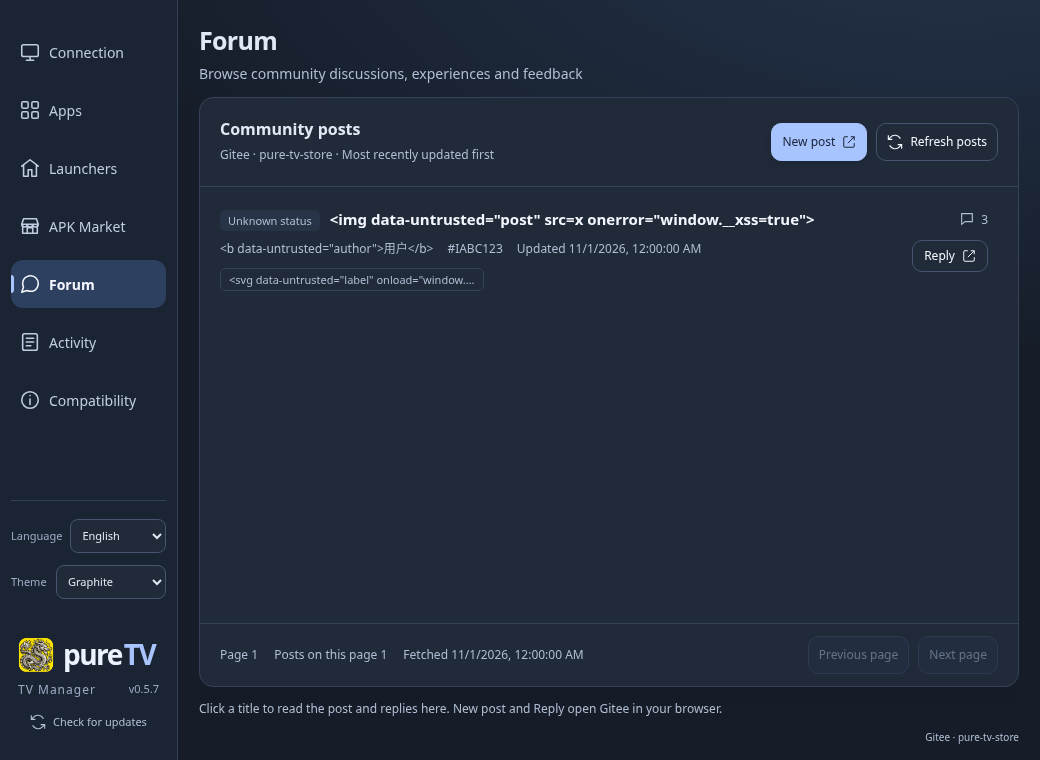 Connection
Apps
Launchers
APK Market
Forum
Activity
Compatibility
Language English
Theme Graphite
pureTV
TV Manager v0.5.7
Check for updates
Forum
Browse community discussions, experiences and feedback
Community posts
Gitee · pure-tv-store · Most recently updated first
New post
Refresh posts
Unknown status <img data-untrusted="post" src=x onerror="window.__xss=true"> 3
<b data-untrusted="author">用户</b> #IABC123 Updated 11/1/2026, 12:00:00 AM
Reply
<svg data-untrusted="label" onload="window....
Page 1 Posts on this page 1 Fetched 11/1/2026, 12:00:00 AM
Previous page Next page
Click a title to read the post and replies here. New post and Reply open Gitee in your browser.
Gitee · pure-tv-store